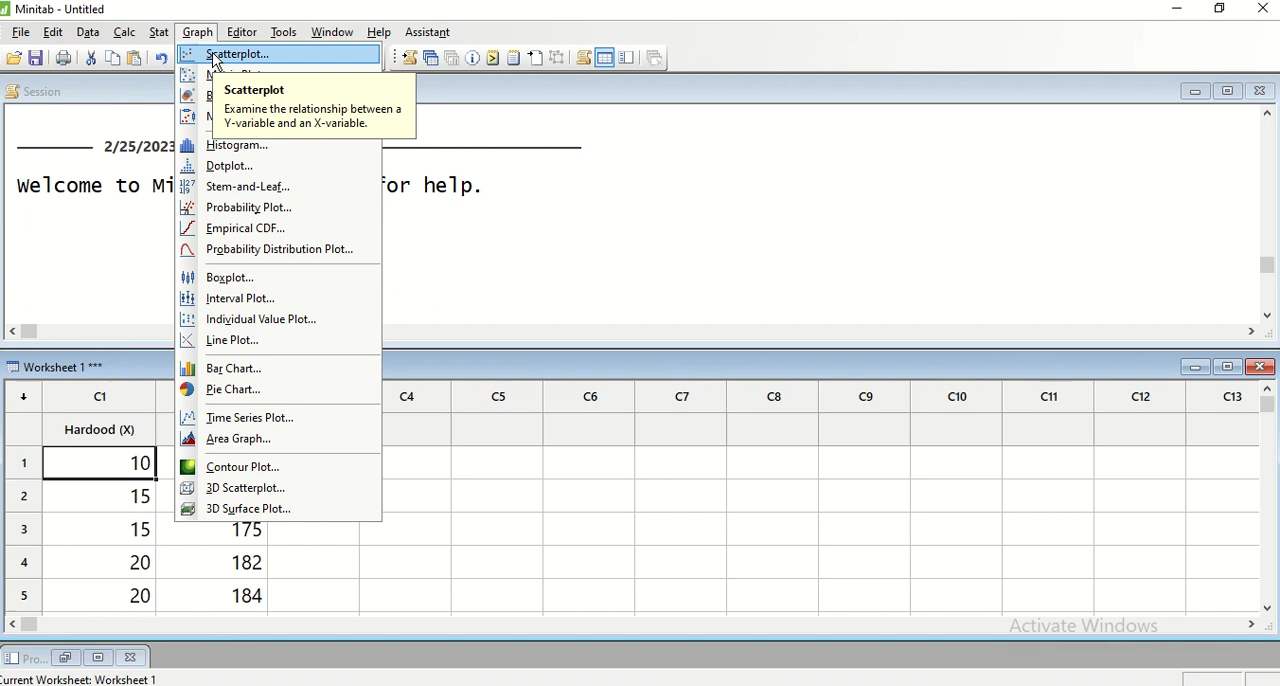 Minitab - Untitled
File Edit Data Calc Stat Graph Editor Tools Window Help Assistant
Scatterplot...
Scatterplot
Examine the relationship between a
Y-variable and an X-variable.
Session
2/25/2023
Welcome to Mi for help.
Histogram...
Dotplot...
Stem-and-Leaf...
Probability Plot...
Empirical CDF...
Probability Distribution Plot...
Boxplot...
Interval Plot...
Individual Value Plot...
Line Plot...
Bar Chart...
Pie Chart...
Time Series Plot...
Area Graph...
Contour Plot...
3D Scatterplot...
3D Surface Plot...
Worksheet 1 ***
C1 C4 C5 C6 C7 C8 C9 C10 C11 C12 C13
Hardood (X)
1 10
2 15
3 15 175
4 20 182
5 20 184
Activate Windows
Pro...
Current Worksheet: Worksheet 1